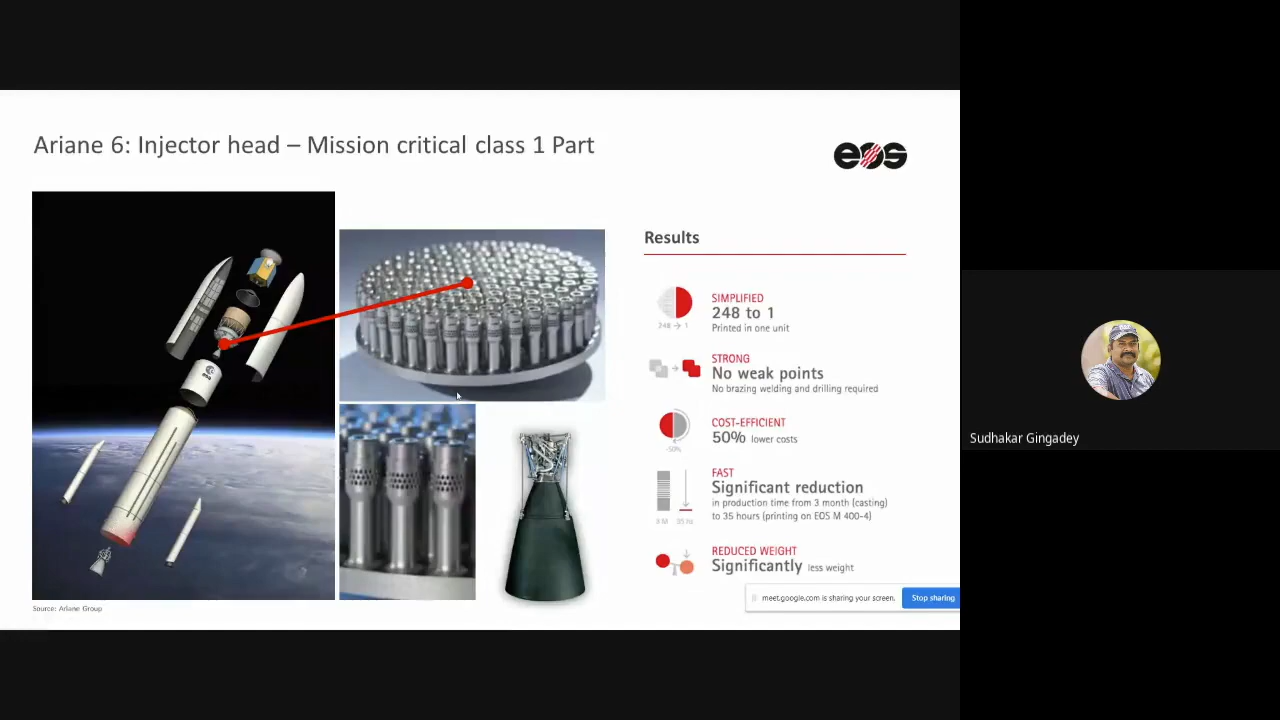 Ariane 6: Injector head – Mission critical class 1 Part
eos
Results
SIMPLIFIED
248 to 1
Printed in one unit
248 → 1
STRONG
No weak points
No brazing welding and drilling required
COST-EFFICIENT
50% lower costs
-50%
FAST
Significant reduction
in production time from 3 month (casting)
to 35 hours (printing on EOS M 400-4)
3 M
REDUCED WEIGHT
Significantly less weight
Source: Ariane Group
meet.google.com is sharing your screen.
Stop sharing
Sudhakar Gingadey